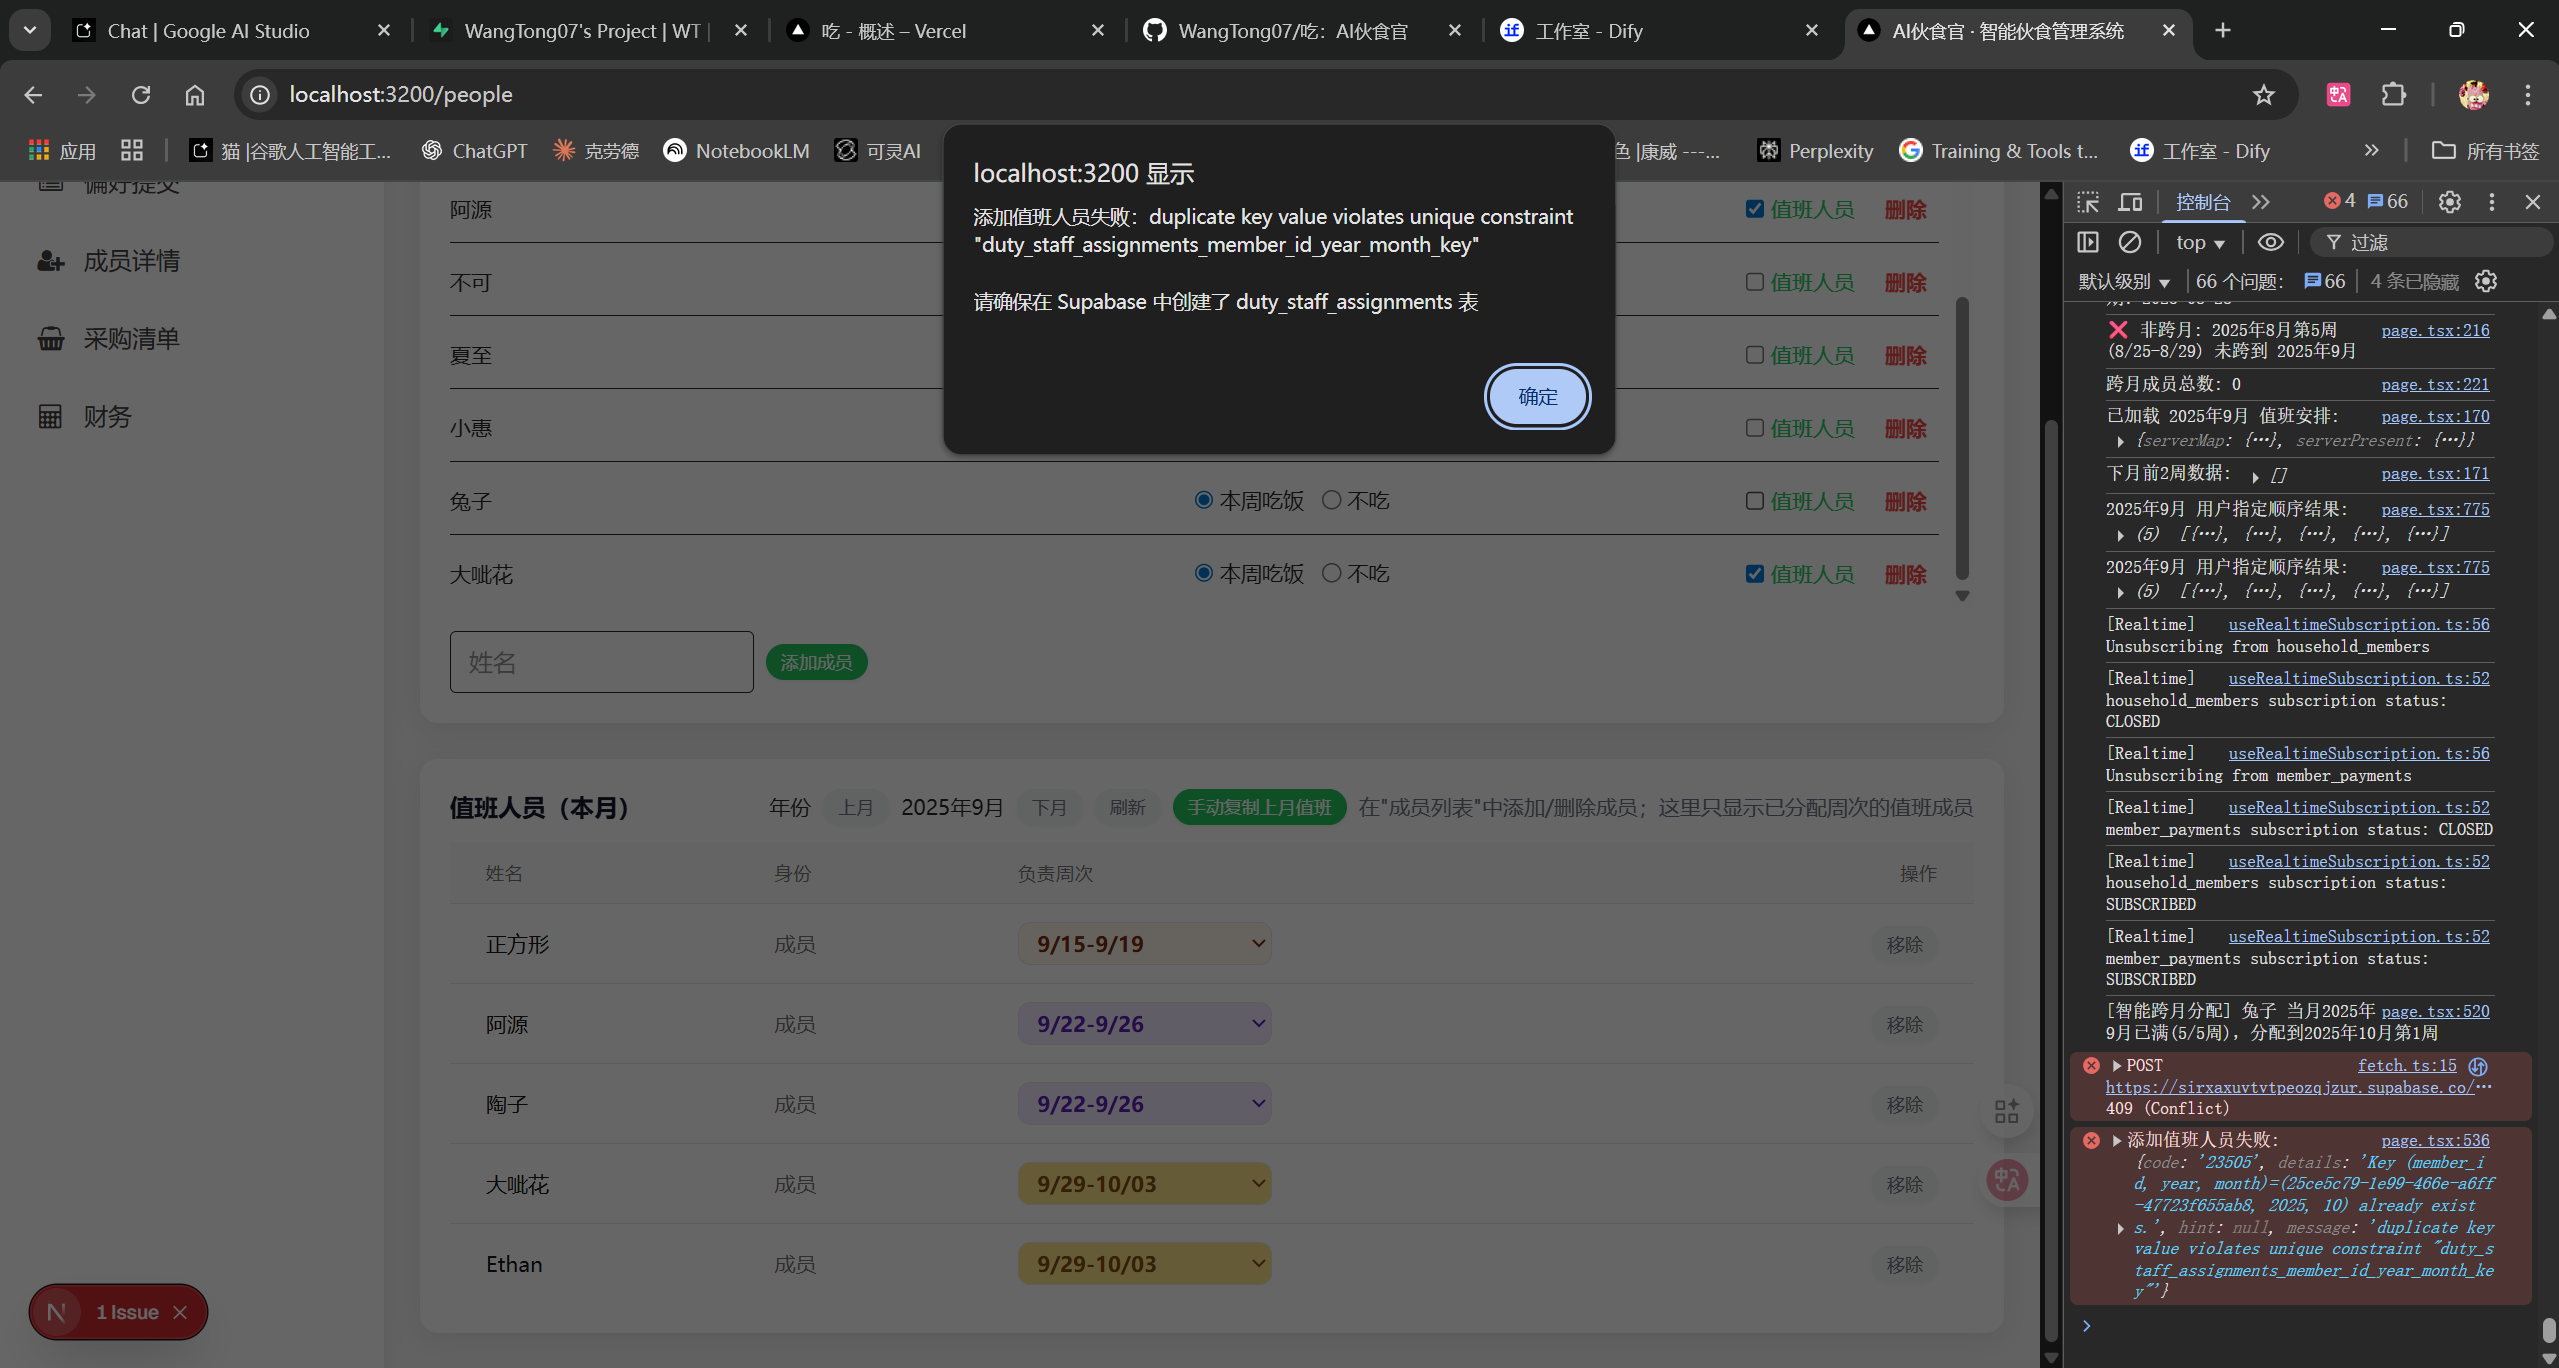 Chat | Google AI Studio
WangTong07's Project | WT |
吃 - 概述 – Vercel
WangTong07/吃：AI伙食官
工作室 - Dify
AI伙食官 · 智能伙食管理系统
localhost:3200/people
应用
猫 |谷歌人工智能工...
ChatGPT
克劳德
NotebookLM
可灵AI
色 |康威 ---...
Perplexity
Training & Tools t...
工作室 - Dify
所有书签
localhost:3200 显示
添加值班人员失败：duplicate key value violates unique constraint
"duty_staff_assignments_member_id_year_month_key"
请确保在 Supabase 中创建了 duty_staff_assignments 表
确定
偏好提交
成员详情
采购清单
财务
阿源 值班人员 删除
不可 值班人员 删除
夏至 值班人员 删除
小惠 值班人员 删除
兔子 本周吃饭 不吃 值班人员 删除
大呲花 本周吃饭 不吃 值班人员 删除
姓名 添加成员
值班人员（本月） 年份 上月 2025年9月 下月 刷新 手动复制上月值班 在"成员列表"中添加/删除成员；这里只显示已分配周次的值班成员
姓名 身份 负责周次 操作
正方形 成员 9/15-9/19 移除
阿源 成员 9/22-9/26 移除
陶子 成员 9/22-9/26 移除
大呲花 成员 9/29-10/03 移除
Ethan 成员 9/29-10/03 移除
N 1 Issue
控制台 4 66
top 过滤
默认级别 66 个问题： 66 4 条已隐藏
❌ 非跨月: 2025年8月第5周 page.tsx:216
(8/25-8/29) 未跨到 2025年9月
跨月成员总数: 0 page.tsx:221
已加载 2025年9月 值班安排: page.tsx:170
{serverMap: {…}, serverPresent: {…}}
下月前2周数据: [] page.tsx:171
2025年9月 用户指定顺序结果: page.tsx:775
(5) [{…}, {…}, {…}, {…}, {…}]
2025年9月 用户指定顺序结果: page.tsx:775
(5) [{…}, {…}, {…}, {…}, {…}]
[Realtime] useRealtimeSubscription.ts:56
Unsubscribing from household_members
[Realtime] useRealtimeSubscription.ts:52
household_members subscription status:
CLOSED
[Realtime] useRealtimeSubscription.ts:56
Unsubscribing from member_payments
[Realtime] useRealtimeSubscription.ts:52
member_payments subscription status: CLOSED
[Realtime] useRealtimeSubscription.ts:52
household_members subscription status:
SUBSCRIBED
[Realtime] useRealtimeSubscription.ts:52
member_payments subscription status:
SUBSCRIBED
[智能跨月分配] 兔子 当月2025年 page.tsx:520
9月已满(5/5周), 分配到2025年10月第1周
POST fetch.ts:15
https://sirxaxuvtvtpeozqjzur.supabase.co/…
409 (Conflict)
添加值班人员失败: page.tsx:536
{code: '23505', details: 'Key (member_i
d, year, month)=(25ce5c79-1e99-466e-a6ff
-47723f655ab8, 2025, 10) already exist
s.', hint: null, message: 'duplicate key
value violates unique constraint "duty_s
taff_assignments_member_id_year_month_ke
y"'}